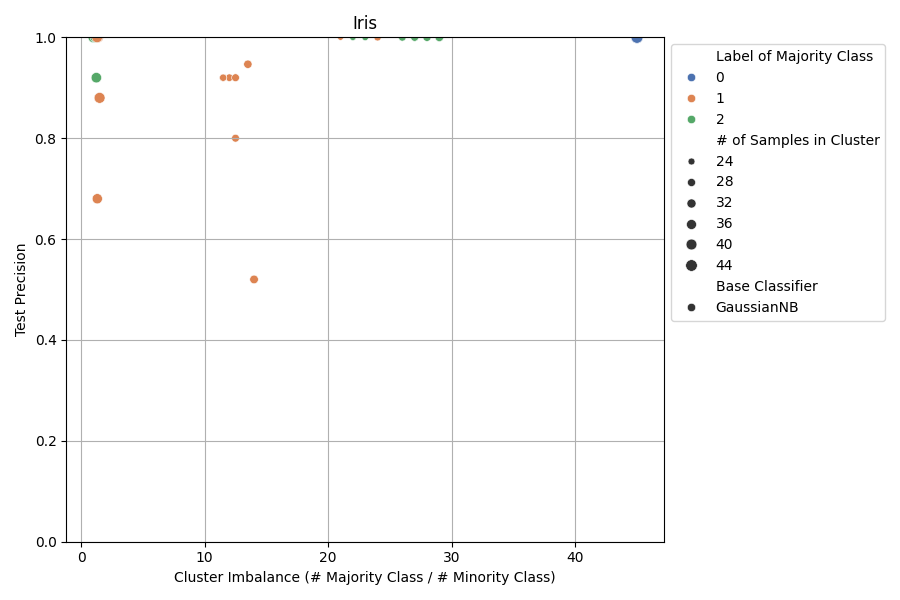 Iris
1.0
0.8
0.6
0.4
0.2
0.0
Test Precision
0
10
20
30
40
Cluster Imbalance (# Majority Class / # Minority Class)
Label of Majority Class
0
1
2
# of Samples in Cluster
24
28
32
36
40
44
Base Classifier
GaussianNB